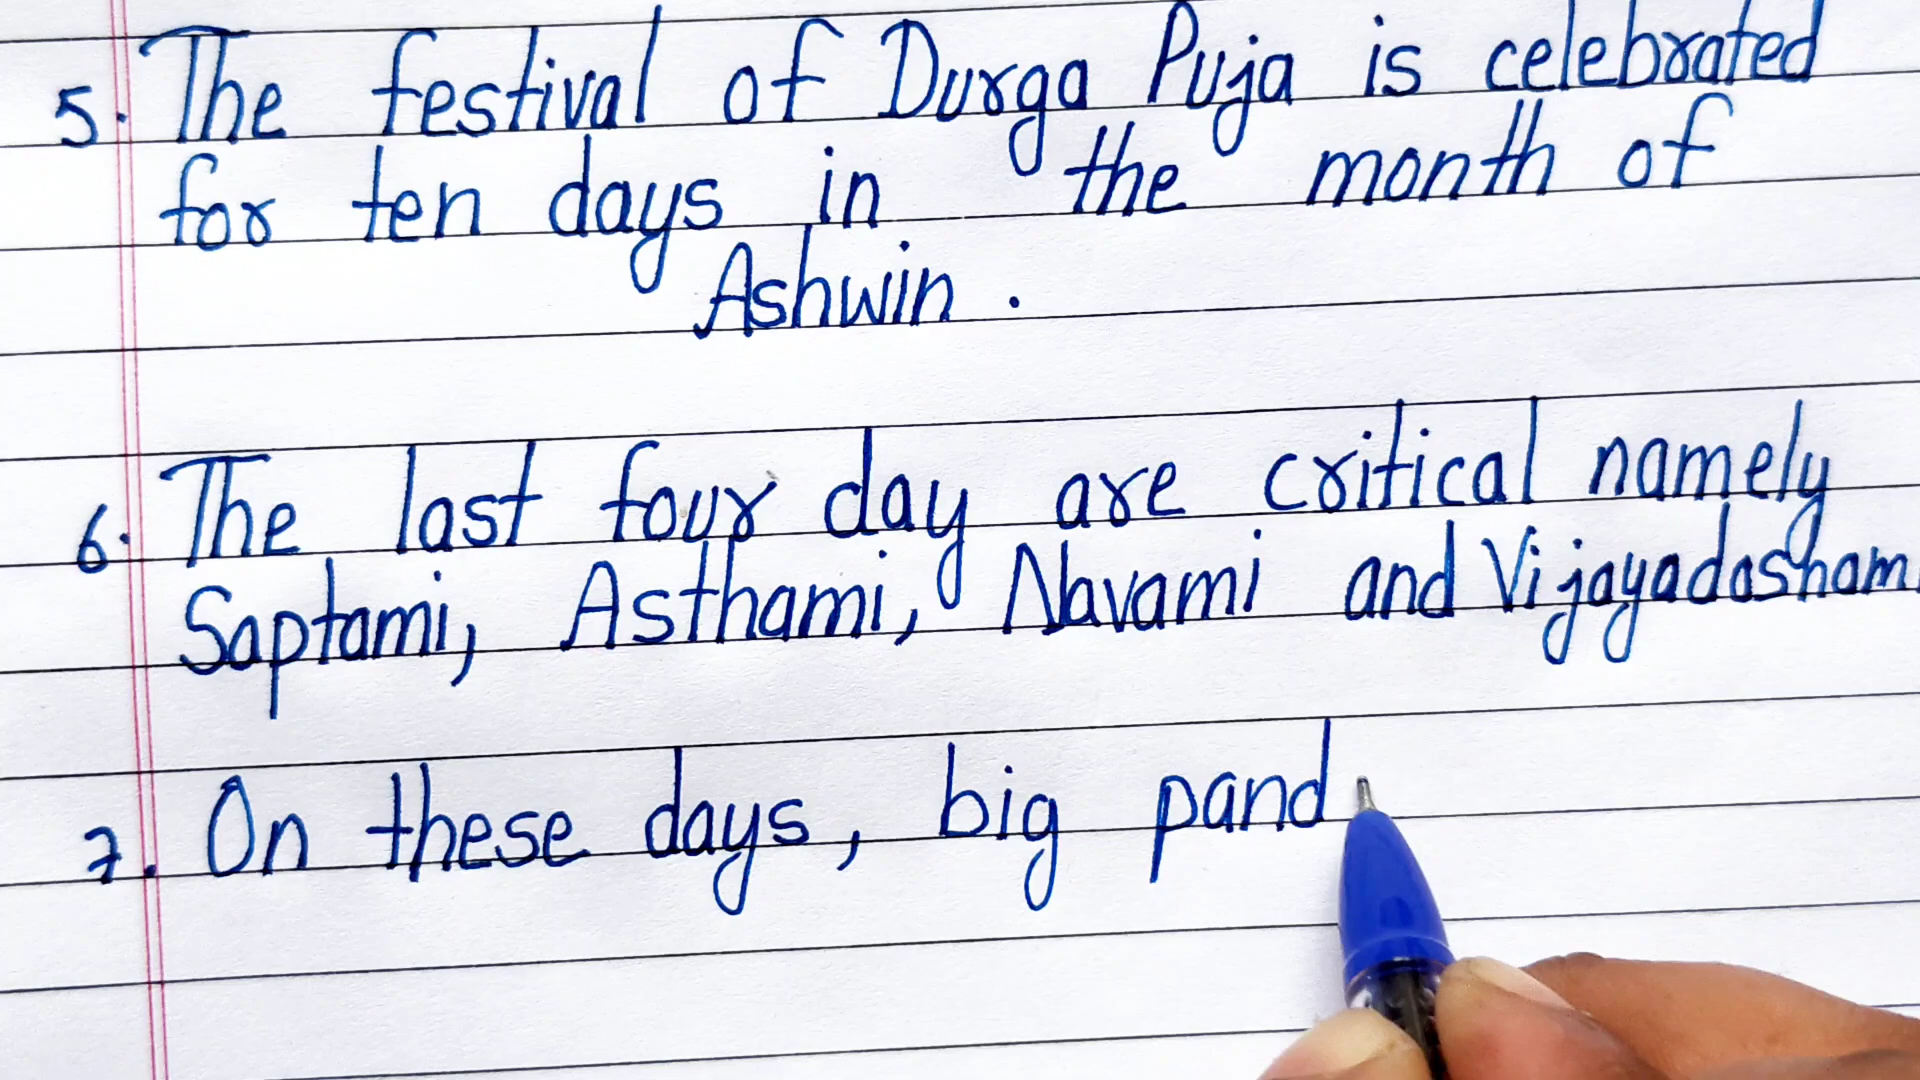 5. The festival of Durga Puja is celebrated
for ten days in the month of
Ashwin.
6. The last four day are critical namely
Saptami, Asthami, Navami and Vijayadasham
7. On these days, big pand